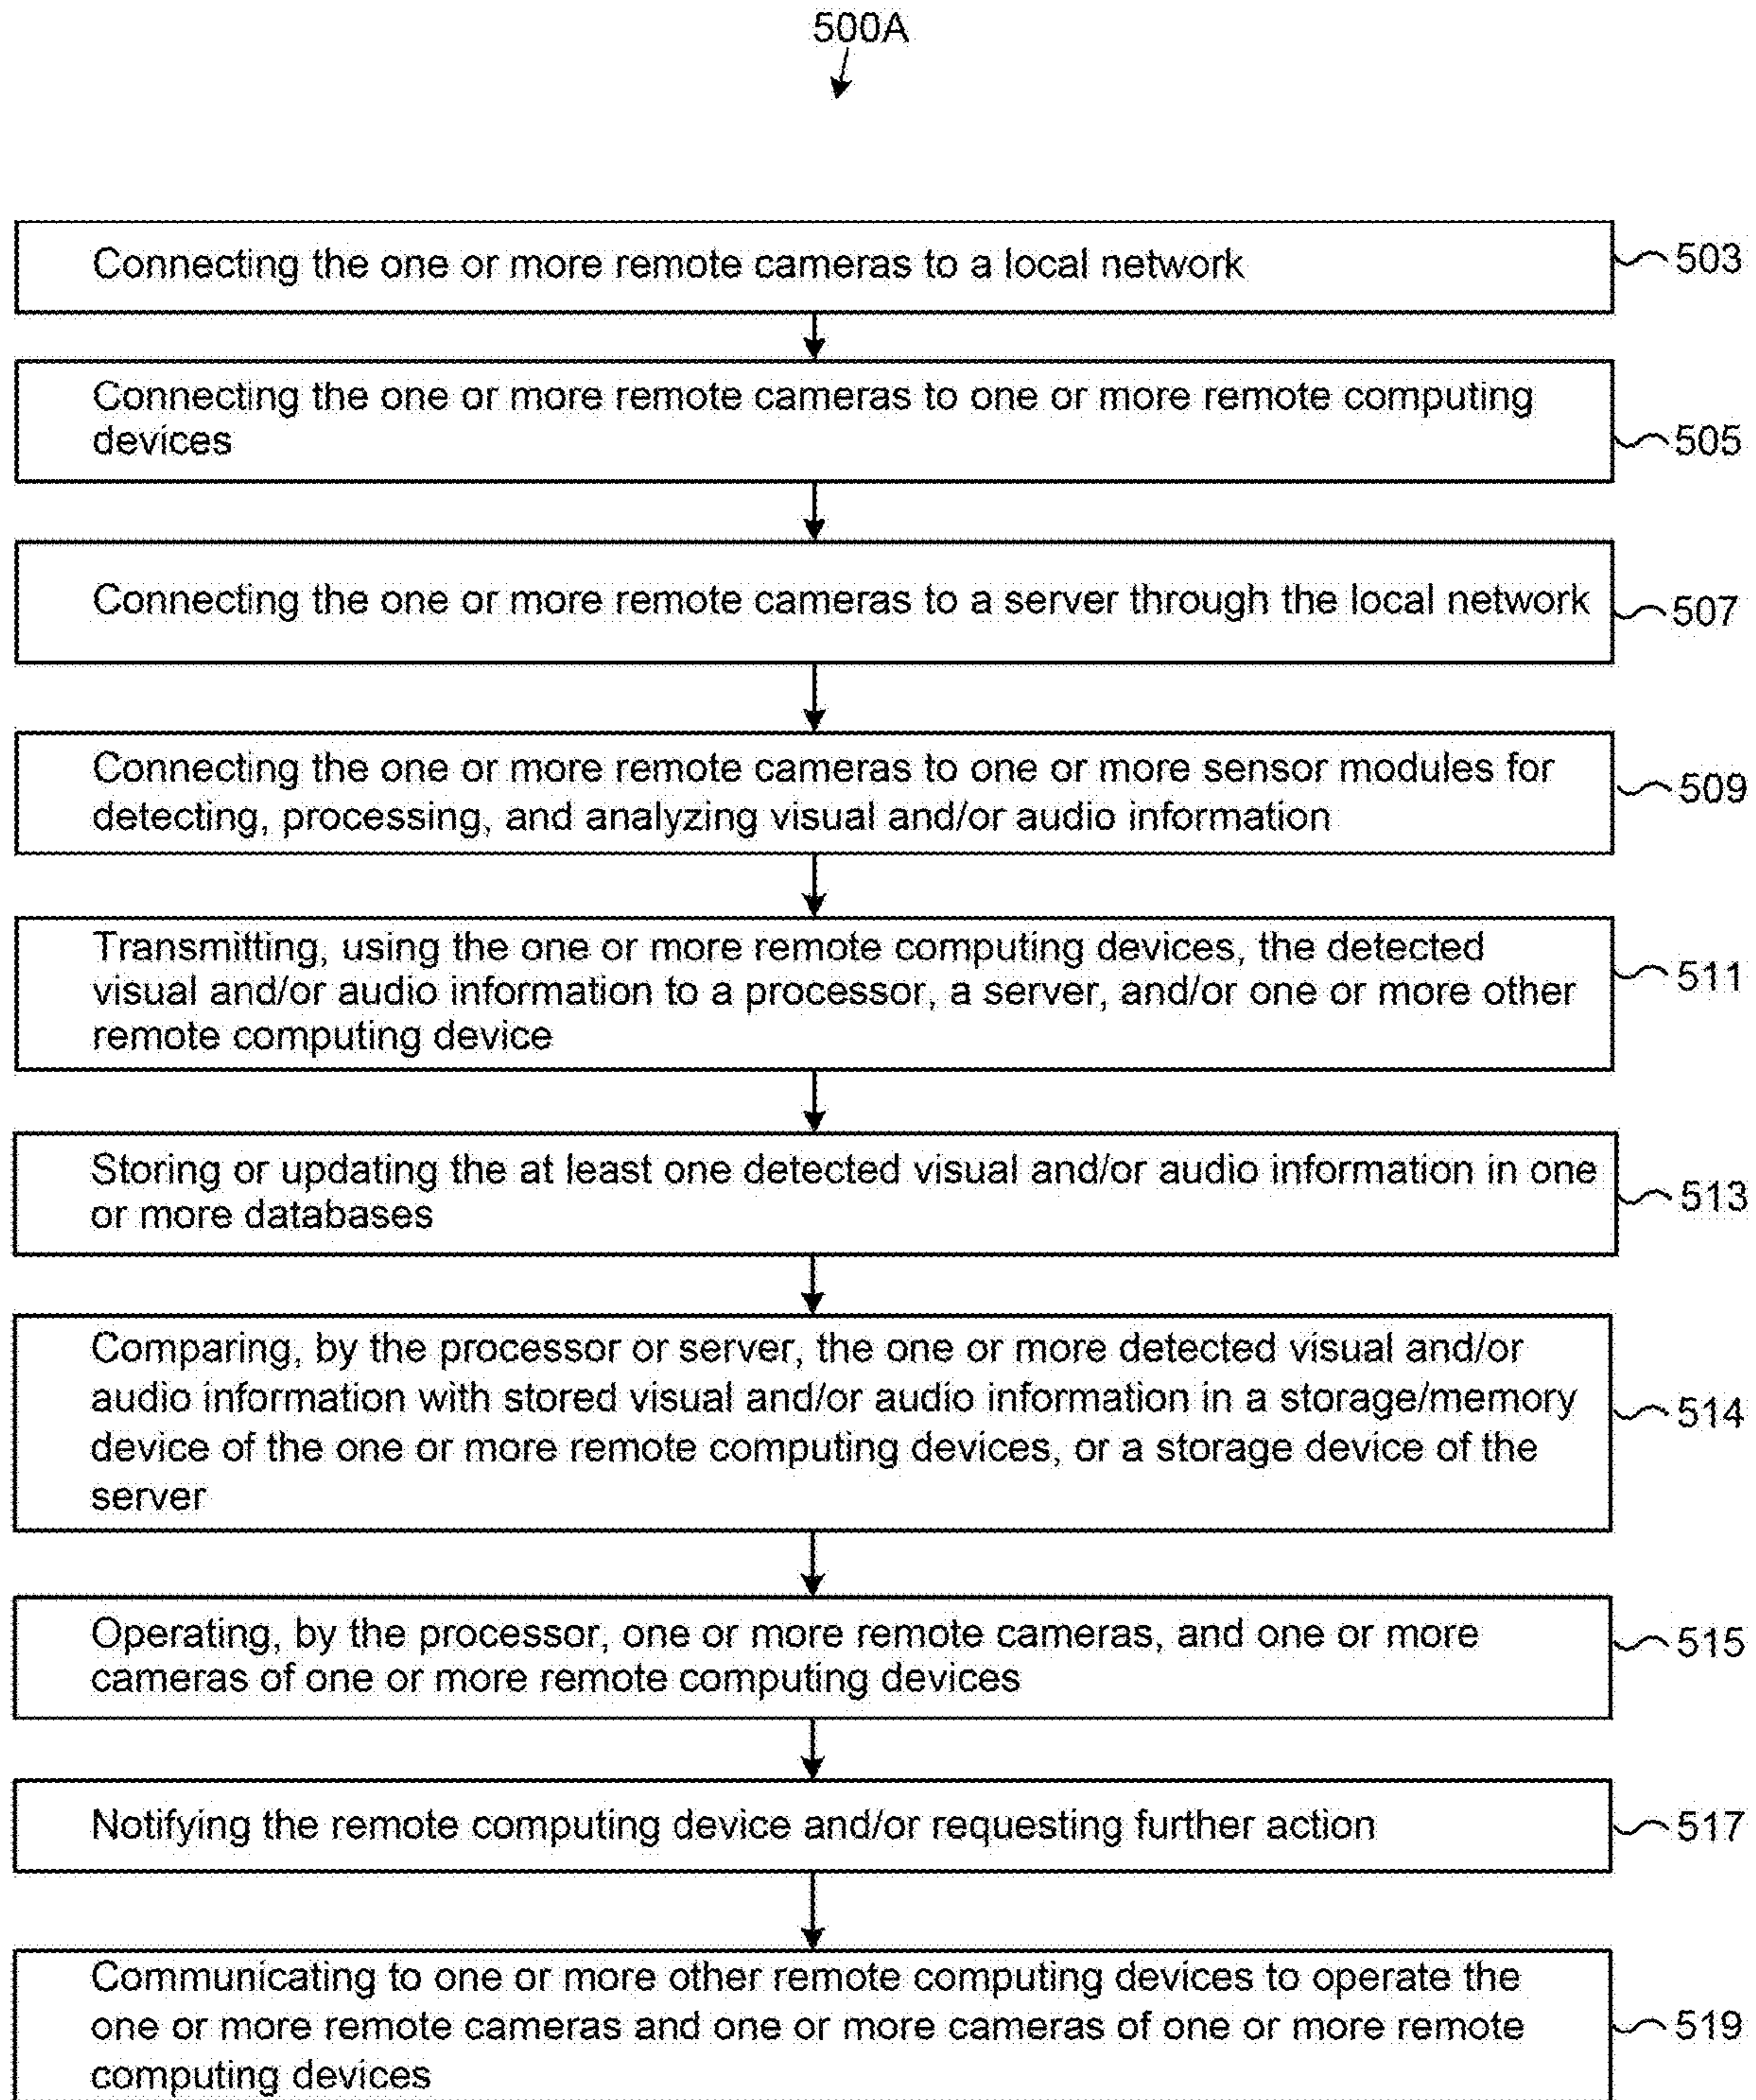 500A
Connecting the one or more remote cameras to a local network
503
Connecting the one or more remote cameras to one or more remote computing
devices
505
Connecting the one or more remote cameras to a server through the local network
507
Connecting the one or more remote cameras to one or more sensor modules for
detecting, processing, and analyzing visual and/or audio information
509
Transmitting, using the one or more remote computing devices, the detected
visual and/or audio information to a processor, a server, and/or one or more other
remote computing device
511
Storing or updating the at least one detected visual and/or audio information in one
or more databases
513
Comparing, by the processor or server, the one or more detected visual and/or
audio information with stored visual and/or audio information in a storage/memory
device of the one or more remote computing devices, or a storage device of the
server
514
Operating, by the processor, one or more remote cameras, and one or more
cameras of one or more remote computing devices
515
Notifying the remote computing device and/or requesting further action
517
Communicating to one or more other remote computing devices to operate the
one or more remote cameras and one or more cameras of one or more remote
computing devices
519